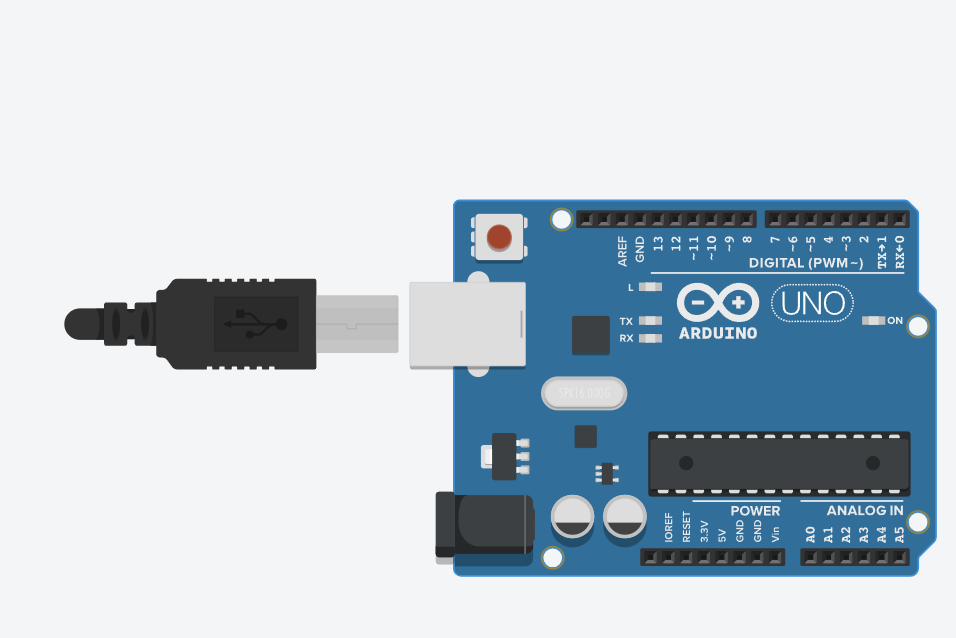 AREF
GND
13
12
~11
~10
~9
8
7
~6
~5
4
~3
2
TX→1
RX←0
DIGITAL (PWM~)
L
TX
RX
ARDUINO
UNO
ON
SPK16.000G
POWER
ANALOG IN
IOREF
RESET
3.3V
5V
GND
GND
Vin
A0
A1
A2
A3
A4
A5